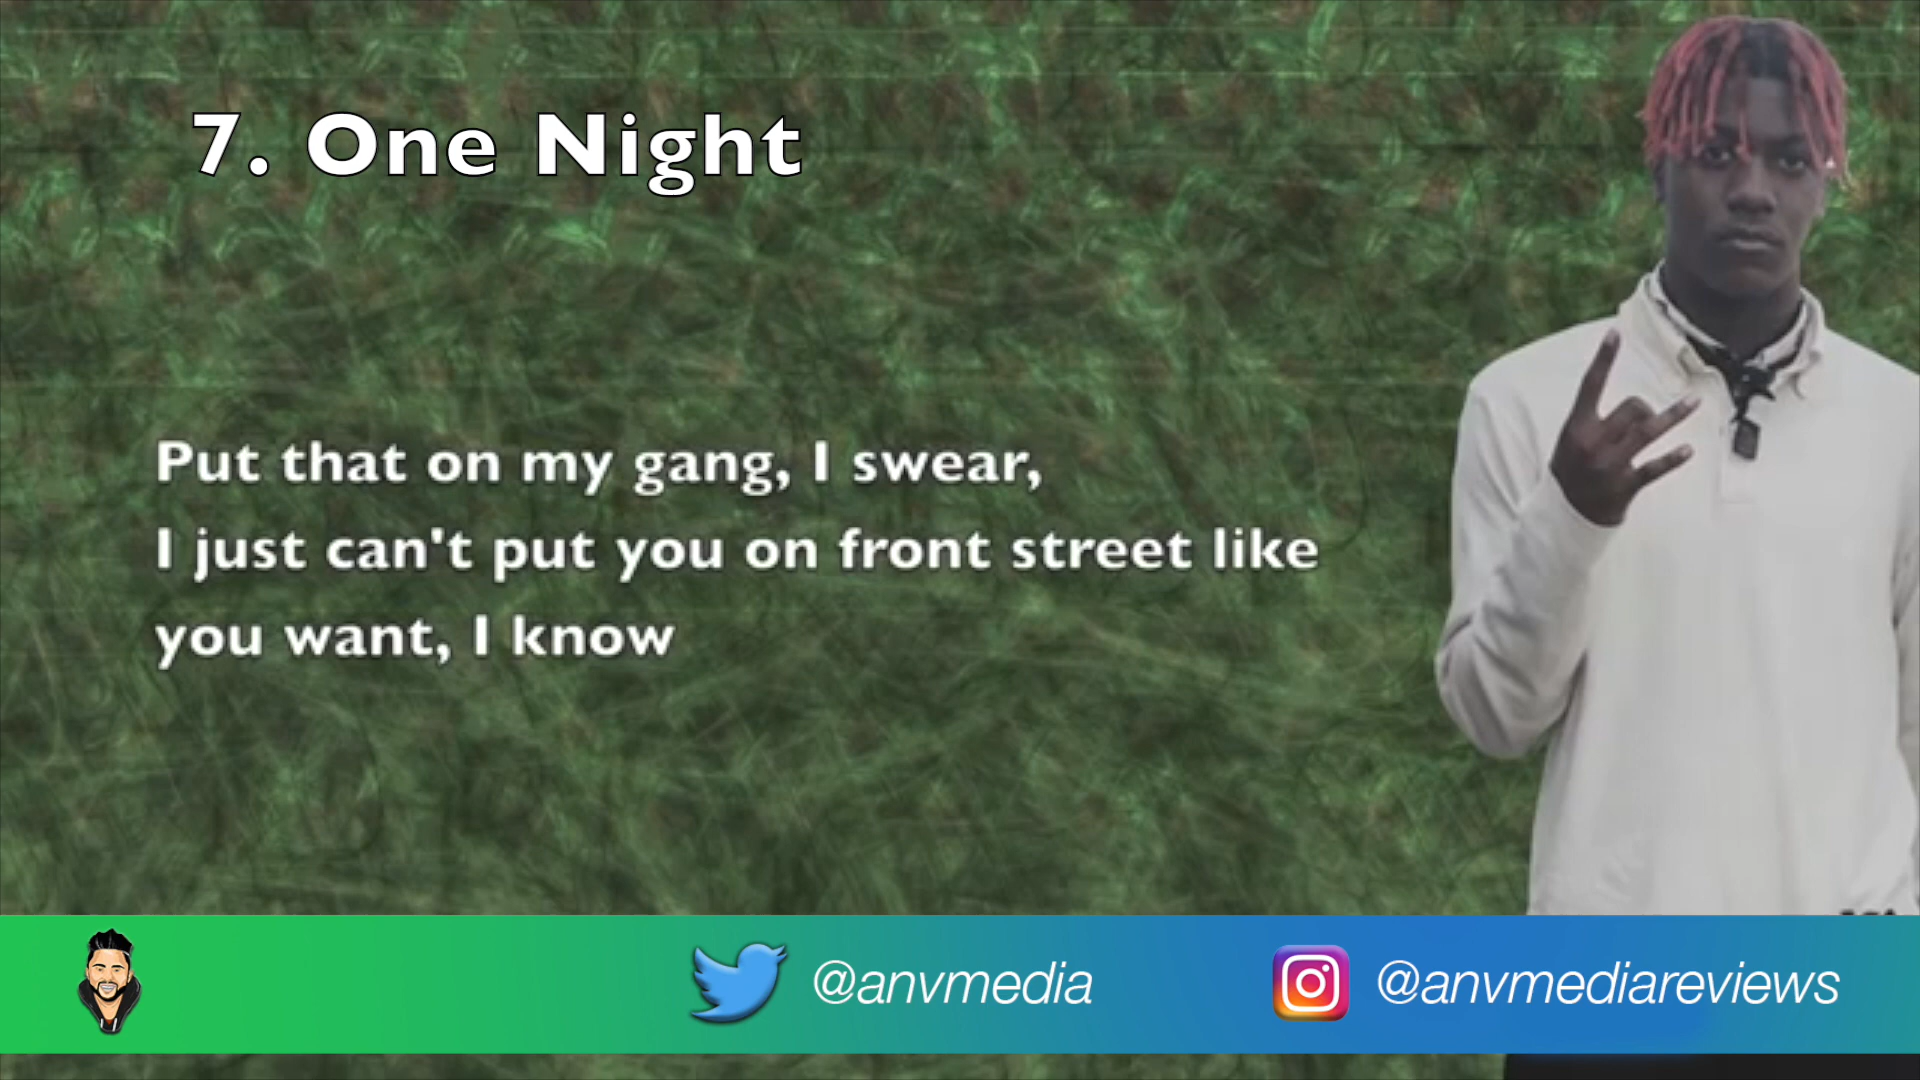 7. One Night
Put that on my gang, I swear,
I just can't put you on front street like
you want, I know
@anvmedia
@anvmediareviews